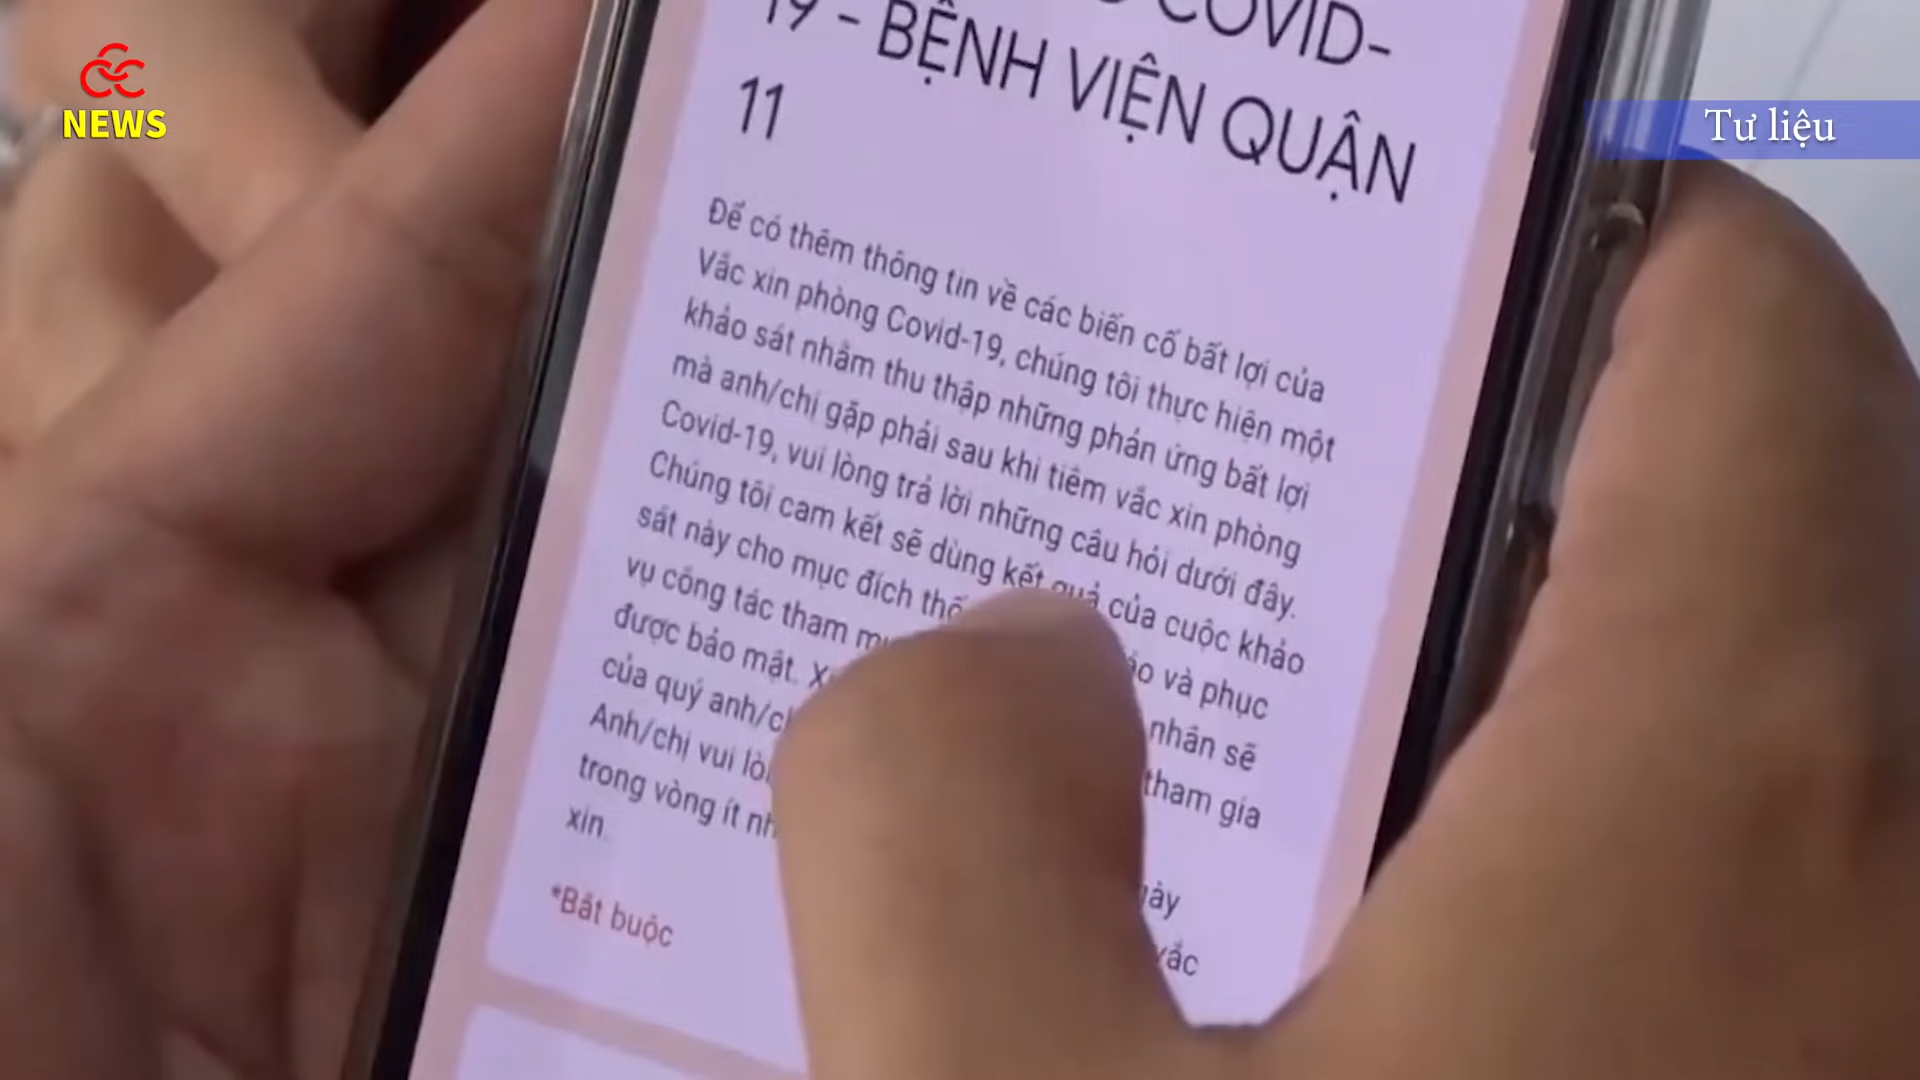 NEWS
Tư liệu
COVID-
19 - BỆNH VIỆN QUẬN
11
Để có thêm thông tin về các biến cố bất lợi của
Vắc xin phòng Covid-19, chúng tôi thực hiện một
khảo sát nhằm thu thập những phản ứng bất lợi
mà anh/chị gặp phải sau khi tiêm vắc xin phòng
Covid-19, vui lòng trả lời những câu hỏi dưới đây.
Chúng tôi cam kết sẽ dùng kết quả của cuộc khảo
sát này cho mục đích và phục
vụ công tác tham nhân sẽ
được bảo mật. tham gia
của quý
Anh/chị vui
trong vòng ít vắc
xin.
*Bắt buộc